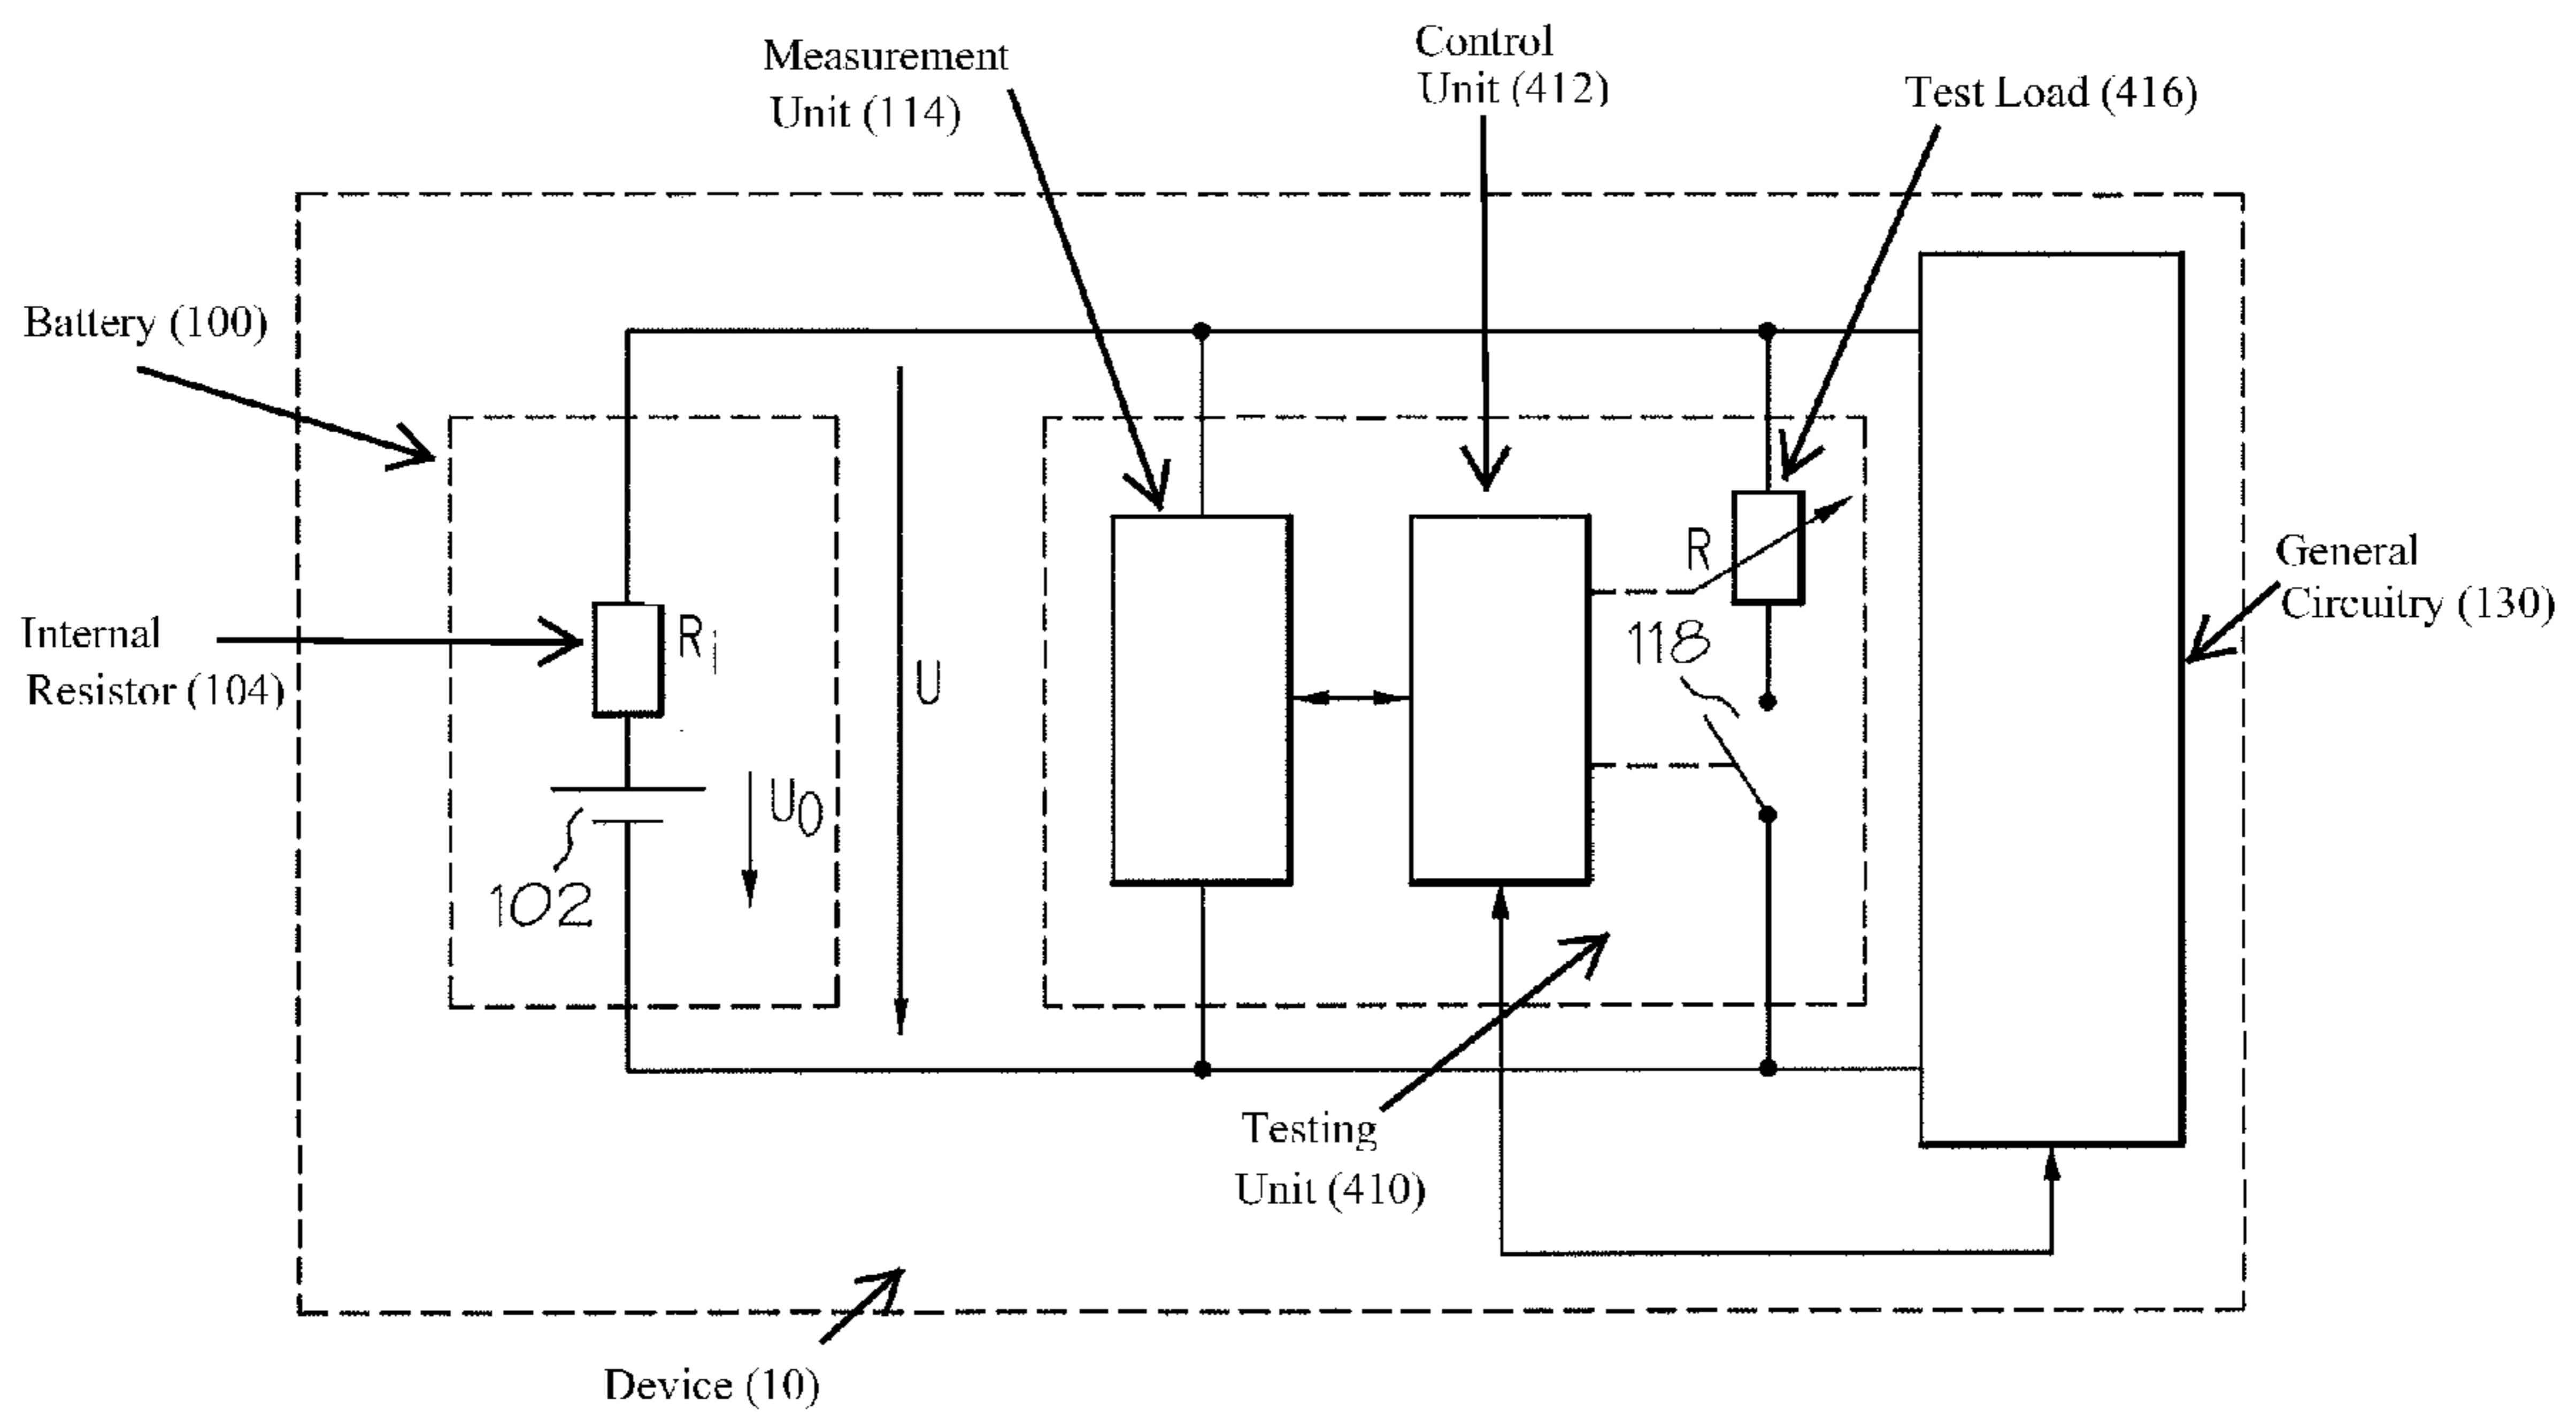 Measurement
Unit (114)
Control
Unit (412)
Test Load (416)
Battery (100)
General
Circuitry (130)
Internal
Resistor (104)
Ri
U
R
118
U0
102
Testing
Unit (410)
Device (10)